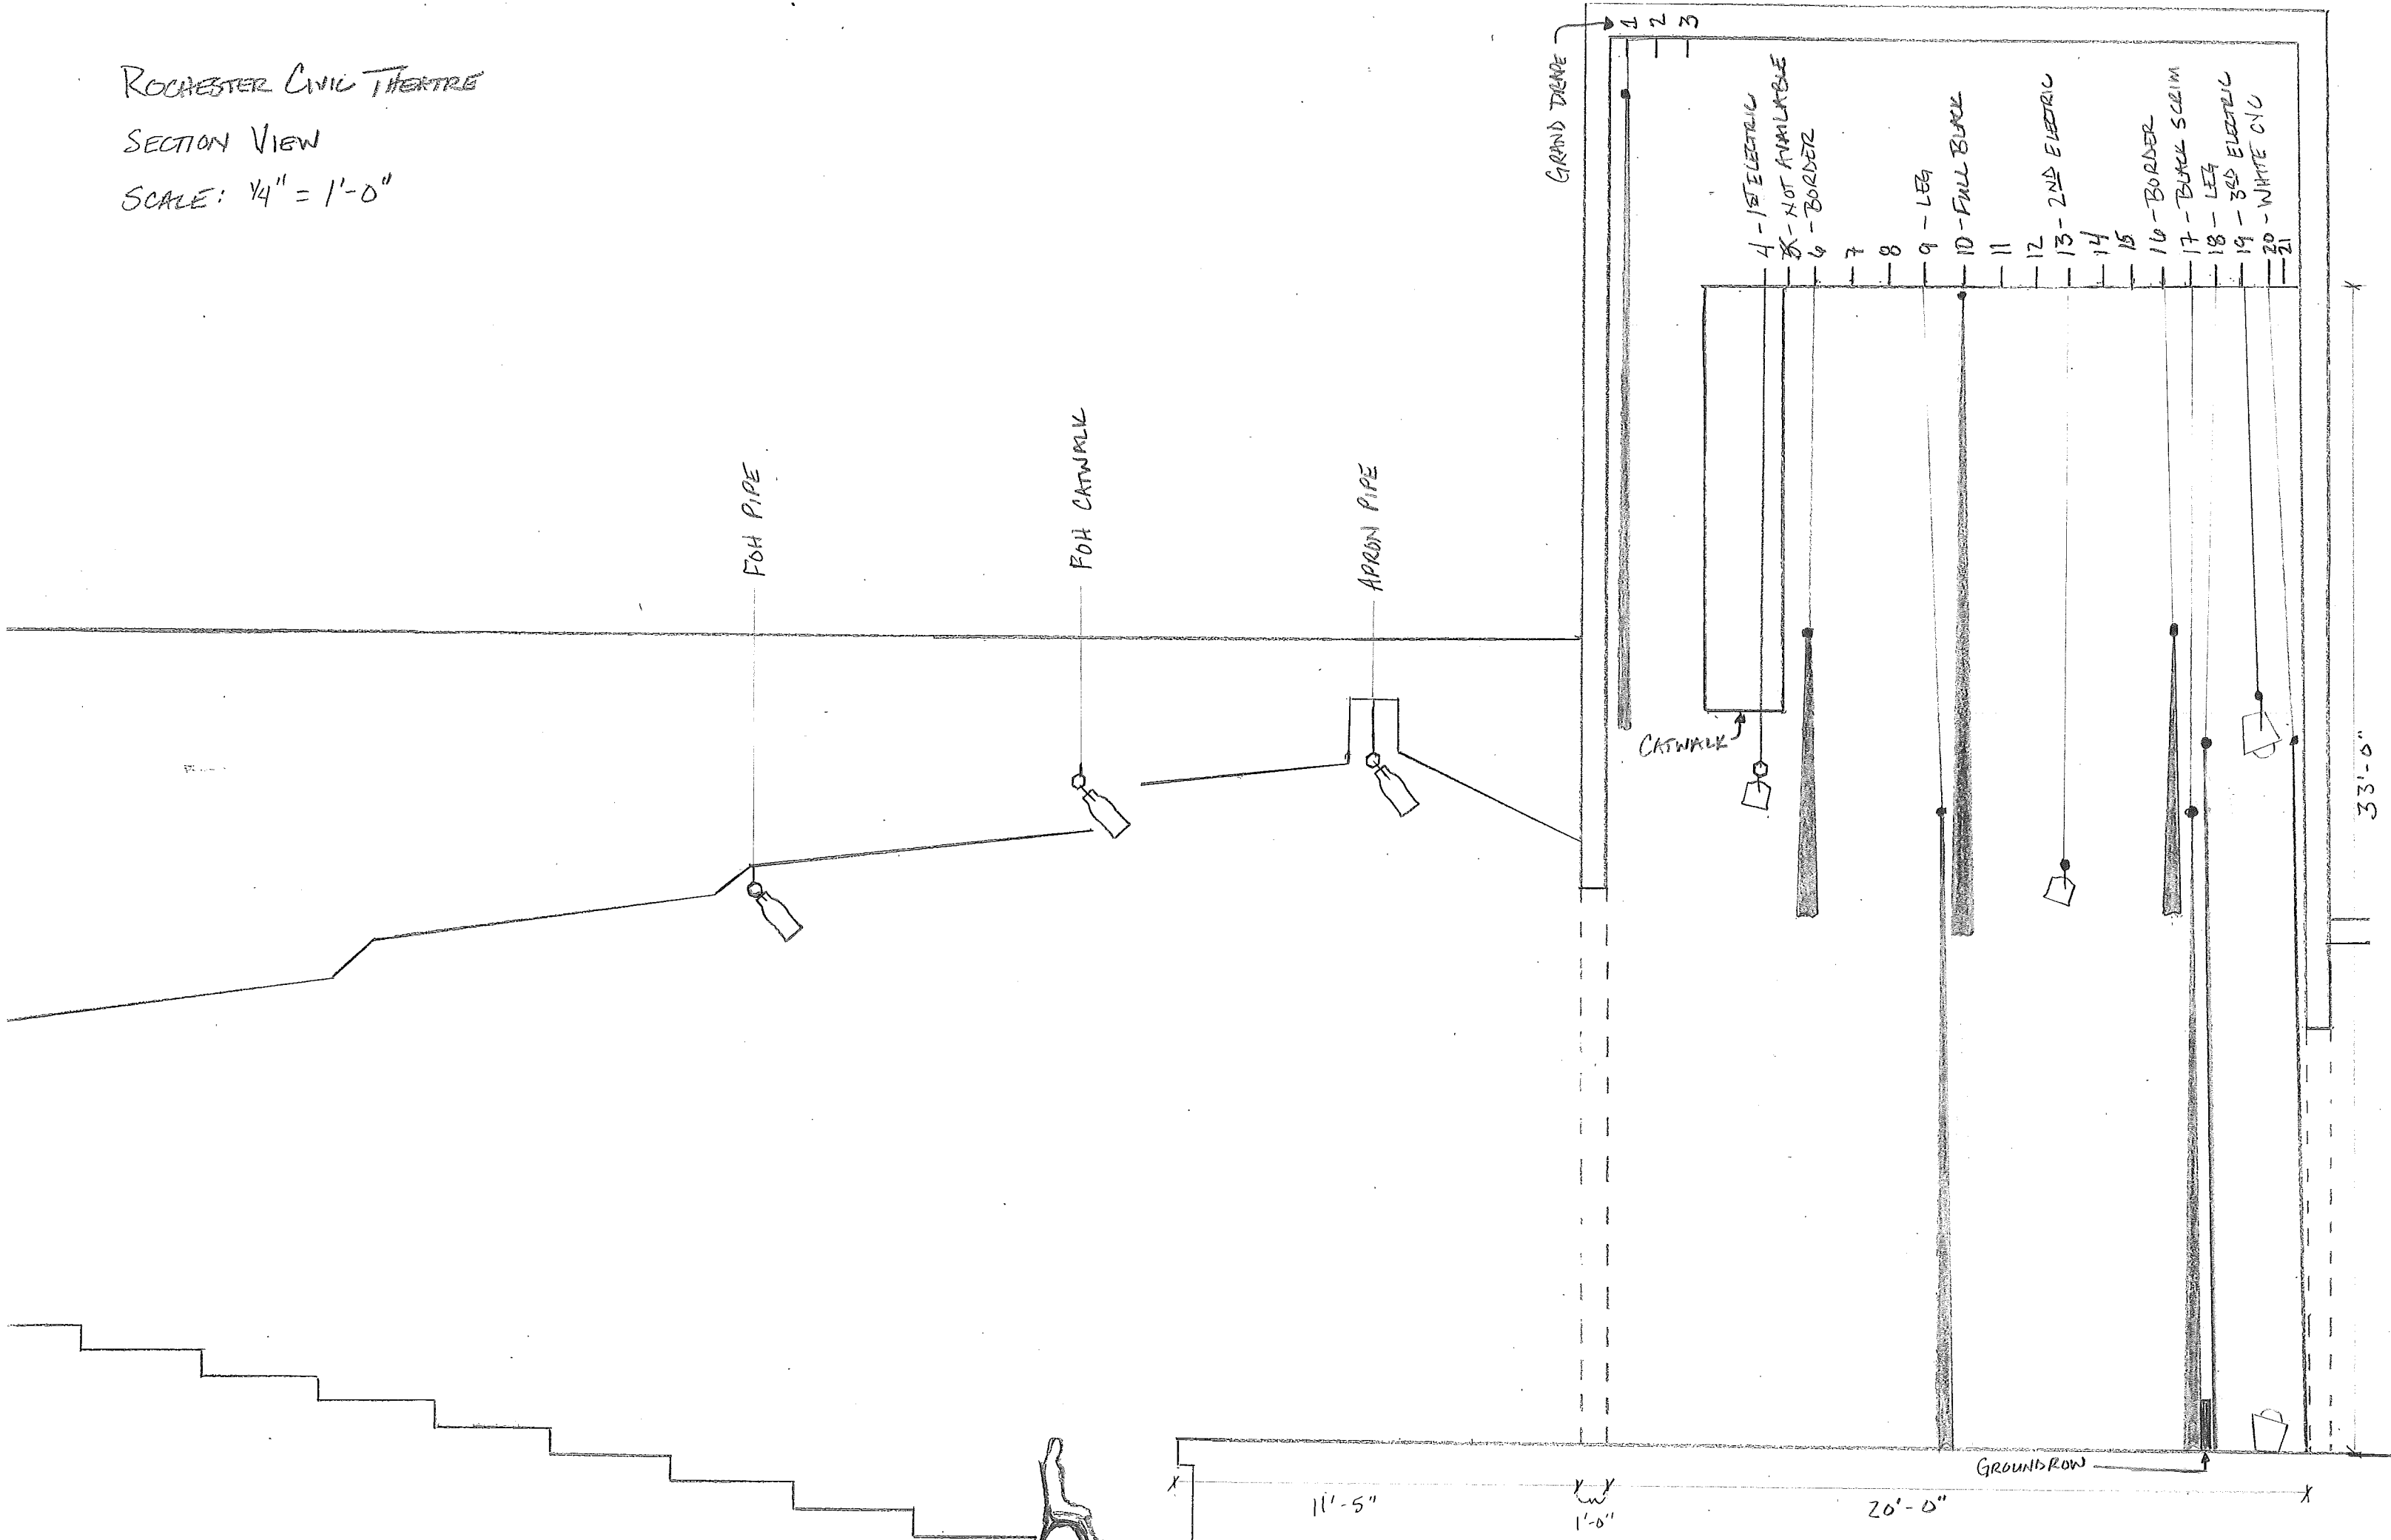 ROCHESTER CIVIC THEATRE
SECTION VIEW
SCALE: 1/4" = 1'-0"
FOH PIPE
FOH CATWALK
APRON PIPE
GRAND DRAPE
1
2
3
4 - 1ST ELECTRIC
5 - NOT AVAILABLE
6 - BORDER
7
8
9 - LEG
10 - FULL BLACK
11
12
13 - 2ND ELECTRIC
14
15
16 - BORDER
17 - BLACK SCRIM
18 - LEG
19 - 3RD ELECTRIC
20 - WHITE CYC
21
CATWALK
33'-0"
GROUNDROW
11'-5"
1'-0"
20'-0"